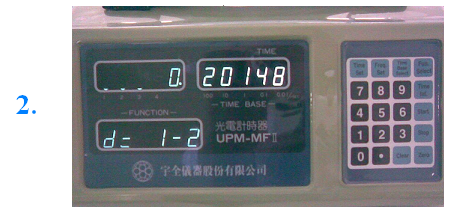 2.
TIME
0. 20148
FUNCTION
TIME BASE
d= 1-2
光電計時器
UPM-MFII
宇全儀器股份有限公司
7 8 9
4 5 6
1 2 3
0 • Clear